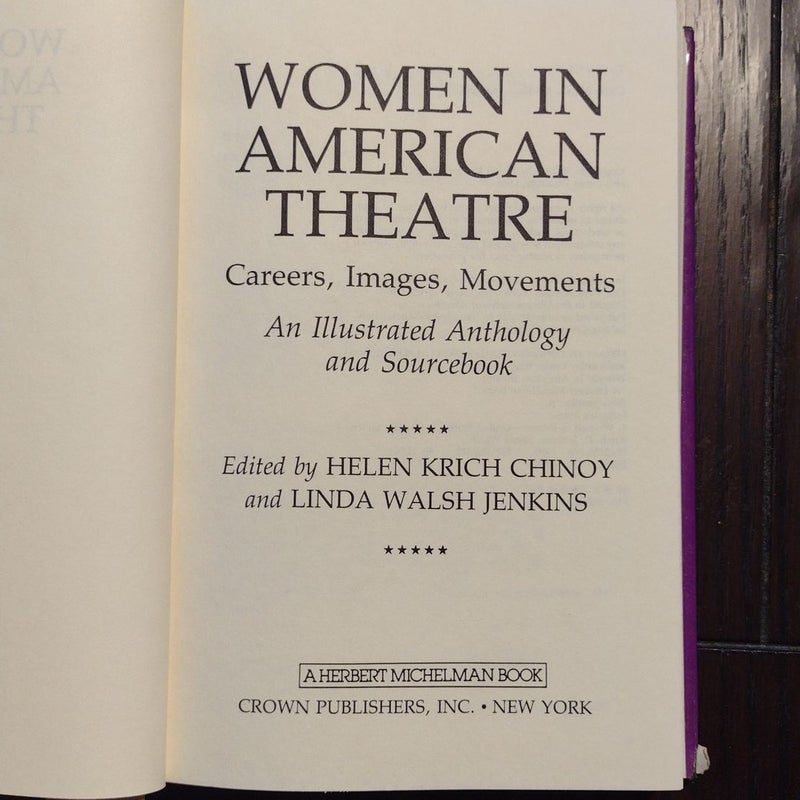 WOMEN IN
AMERICAN
THEATRE
Careers, Images, Movements
An Illustrated Anthology
and Sourcebook
★★★★★
Edited by HELEN KRICH CHINOY
and LINDA WALSH JENKINS
★★★★★
A HERBERT MICHELMAN BOOK
CROWN PUBLISHERS, INC. • NEW YORK